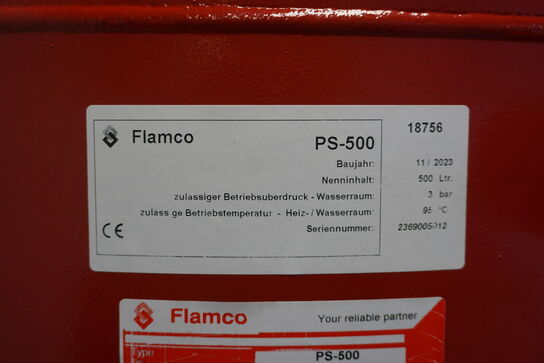 Flamco
PS-500
18756
Baujahr: 11 / 2023
Nenninhalt: 500 Ltr.
zulassiger Betriebsuberdruck - Wasserraum: 3 bar
zulass ge Betriebstemperatur - Heiz- / Wasserraum: 95 °C
CE
Seriennummer: 2369005012
Flamco
Your reliable partner
Type
PS-500